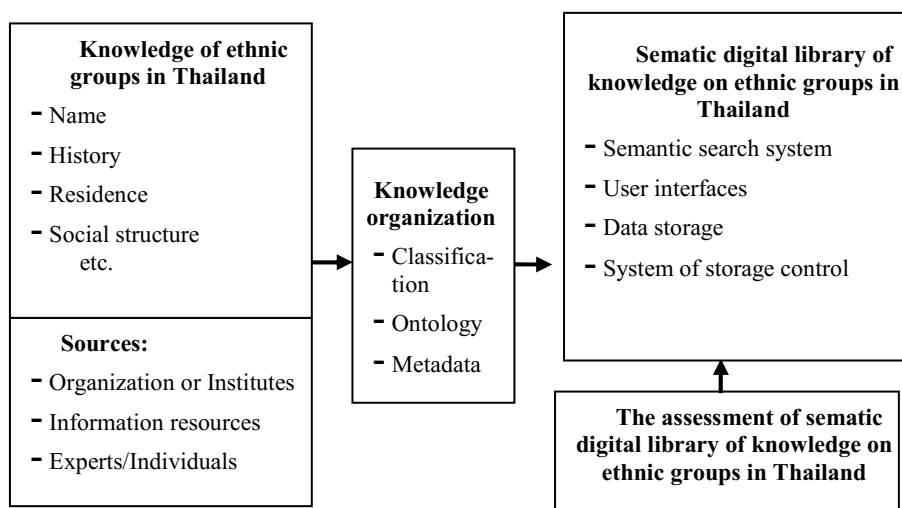 Knowledge of ethnic
groups in Thailand
- Name
- History
- Residence
- Social structure
etc.
Sources:
- Organization or Institutes
- Information resources
- Experts/Individuals
Knowledge
organization
- Classifica-
tion
- Ontology
- Metadata
Sematic digital library of
knowledge on ethnic groups in
Thailand
- Semantic search system
- User interfaces
- Data storage
- System of storage control
The assessment of sematic
digital library of knowledge on
ethnic groups in Thailand